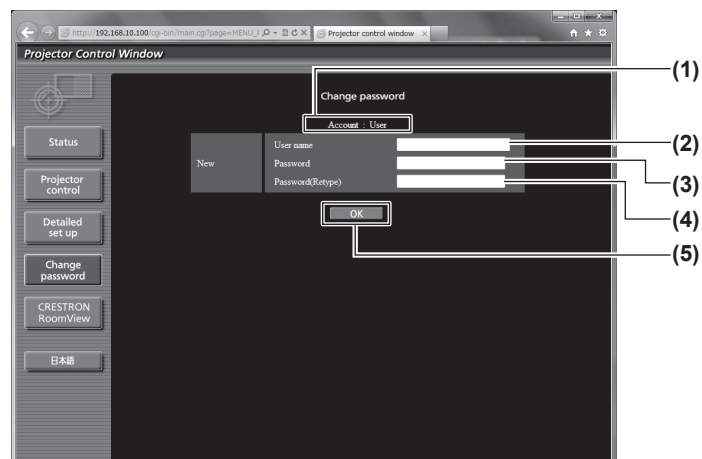 http://192.168.10.100/cgi-bin/main.cgi?page=MENU_
Projector control window
Projector Control Window
Change password
(1)
Account : User
Status
New
User name
(2)
Password
(3)
Password(Retype)
(4)
Projector
control
OK
(5)
Detailed
set up
Change
password
CRESTRON
RoomView
日本語